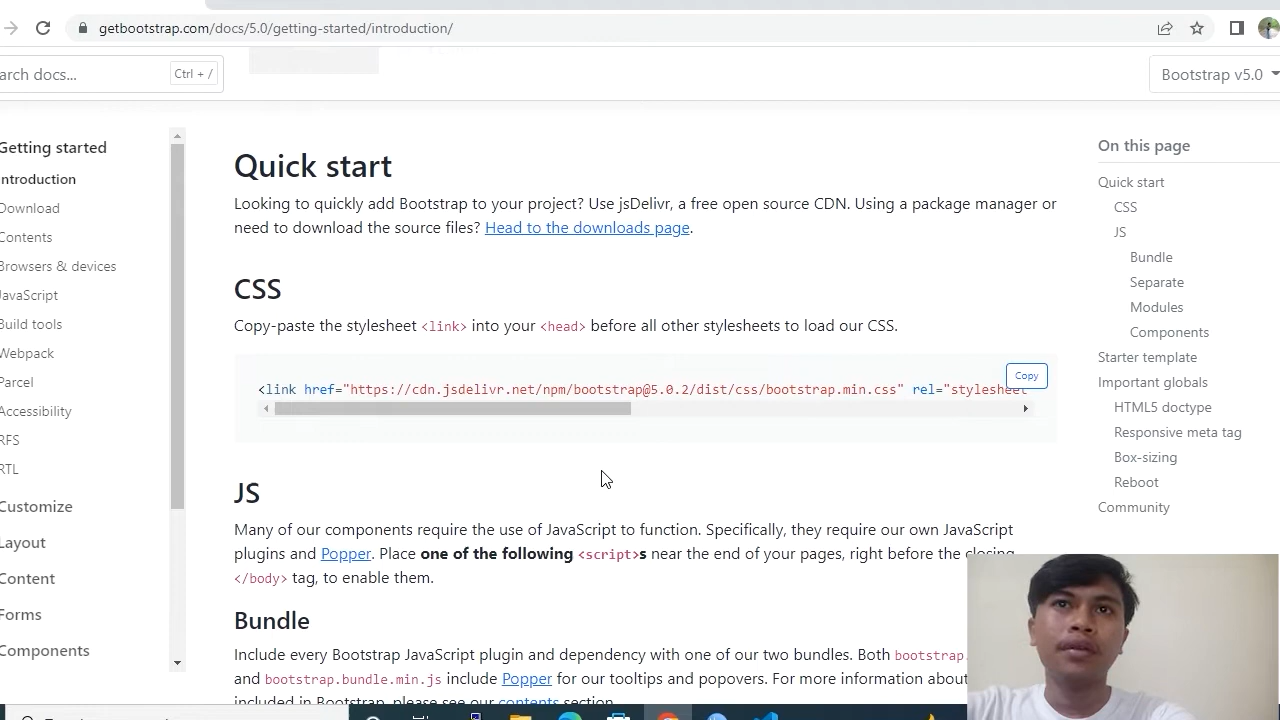 getbootstrap.com/docs/5.0/getting-started/introduction/
arch docs...
Ctrl + /
Bootstrap v5.0
Getting started
Introduction
Download
Contents
Browsers & devices
JavaScript
Build tools
Webpack
Parcel
Accessibility
RFS
RTL
Customize
Layout
Content
Forms
Components
Quick start
Looking to quickly add Bootstrap to your project? Use jsDelivr, a free open source CDN. Using a package manager or
need to download the source files? Head to the downloads page.
CSS
Copy-paste the stylesheet <link> into your <head> before all other stylesheets to load our CSS.
Copy
<link href="https://cdn.jsdelivr.net/npm/bootstrap@5.0.2/dist/css/bootstrap.min.css" rel="stylesheet
JS
Many of our components require the use of JavaScript to function. Specifically, they require our own JavaScript
plugins and Popper. Place one of the following <script>s near the end of your pages, right before the closing
</body> tag, to enable them.
Bundle
Include every Bootstrap JavaScript plugin and dependency with one of our two bundles. Both bootstrap.
and bootstrap.bundle.min.js include Popper for our tooltips and popovers. For more information about
included in Bootstrap, please see our contents section.
On this page
Quick start
CSS
JS
Bundle
Separate
Modules
Components
Starter template
Important globals
HTML5 doctype
Responsive meta tag
Box-sizing
Reboot
Community